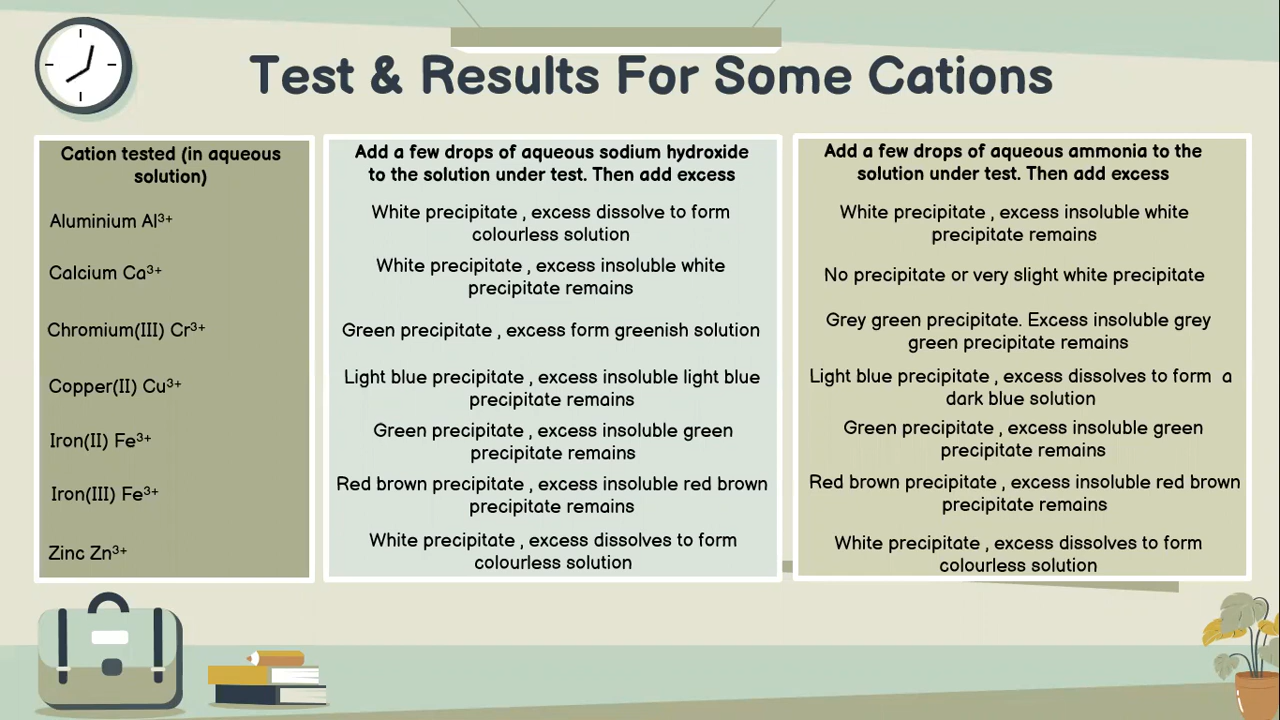 Test & Results For Some Cations
Cation tested (in aqueous
solution)
Aluminium Al³⁺
Calcium Ca³⁺
Chromium(III) Cr³⁺
Copper(II) Cu³⁺
Iron(II) Fe³⁺
Iron(III) Fe³⁺
Zinc Zn³⁺
Add a few drops of aqueous sodium hydroxide
to the solution under test. Then add excess
White precipitate , excess dissolve to form
colourless solution
White precipitate , excess insoluble white
precipitate remains
Green precipitate , excess form greenish solution
Light blue precipitate , excess insoluble light blue
precipitate remains
Green precipitate , excess insoluble green
precipitate remains
Red brown precipitate , excess insoluble red brown
precipitate remains
White precipitate , excess dissolves to form
colourless solution
Add a few drops of aqueous ammonia to the
solution under test. Then add excess
White precipitate , excess insoluble white
precipitate remains
No precipitate or very slight white precipitate
Grey green precipitate. Excess insoluble grey
green precipitate remains
Light blue precipitate , excess dissolves to form a
dark blue solution
Green precipitate , excess insoluble green
precipitate remains
Red brown precipitate , excess insoluble red brown
precipitate remains
White precipitate , excess dissolves to form
colourless solution